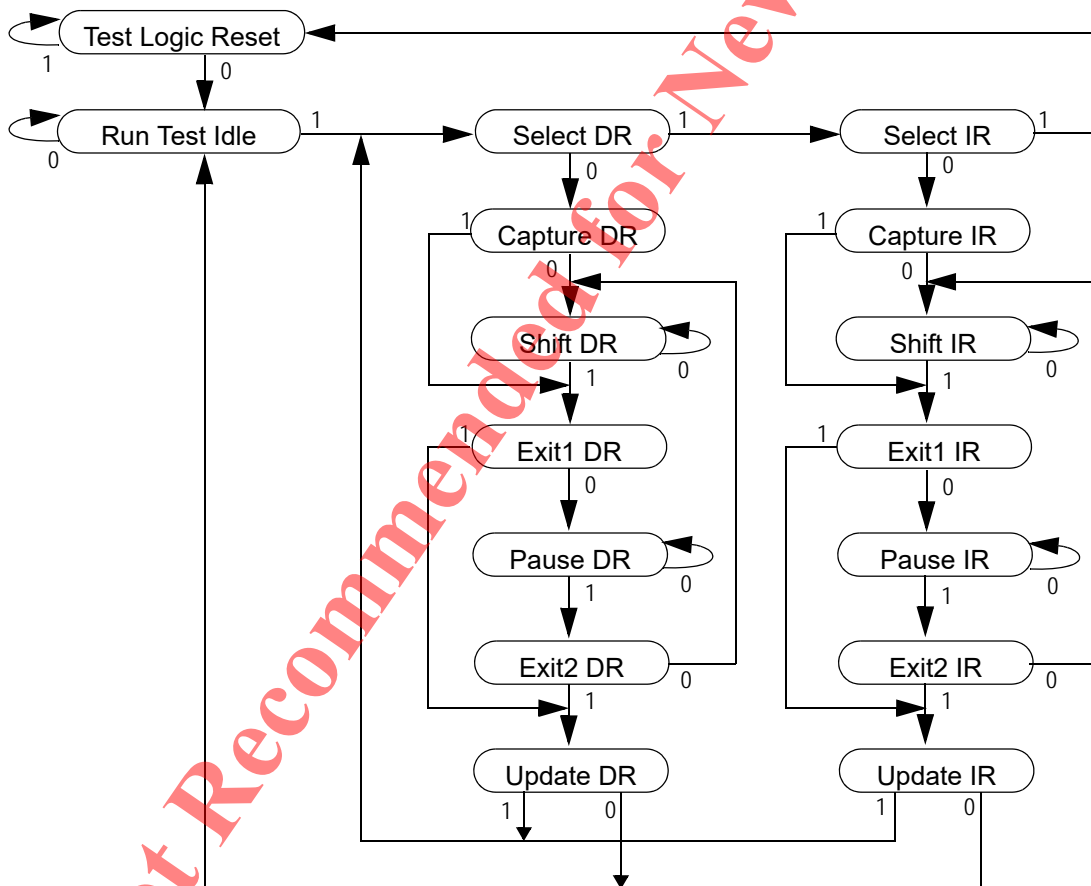 Test Logic Reset
1
0
Run Test Idle
0
1
Select DR
1
Select IR
1
0
0
1
Capture DR
1
Capture IR
0
0
Shift DR
0
Shift IR
0
1
1
1
Exit1 DR
1
Exit1 IR
0
0
Pause DR
0
Pause IR
0
1
1
Exit2 DR
0
Exit2 IR
0
1
1
Update DR
Update IR
1
0
1
0
Recommended for